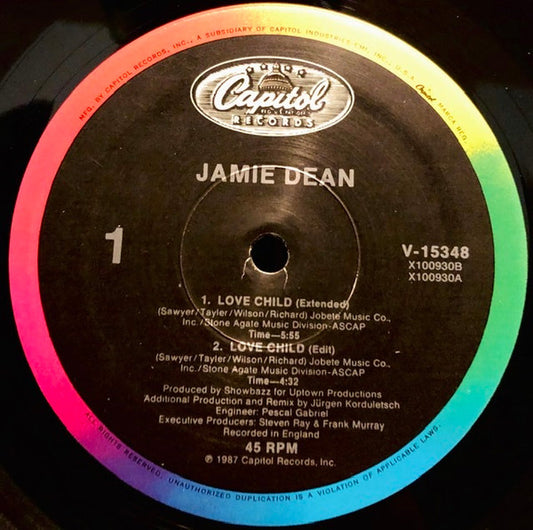 MFG. BY CAPITOL RECORDS, INC., A SUBSIDIARY OF CAPITOL INDUSTRIES-EMI, INC., U.S.A. Capitol MARCA REG.
Capitol
RECORDS
JAMIE DEAN
1
V-15348
X100930B
X100930A
1. LOVE CHILD (Extended)
(Sawyer/Tayler/Wilson/Richard) Jobete Music Co.,
Inc./Stone Agate Music Division-ASCAP
Time—5:55
2. LOVE CHILD (Edit)
(Sawyer/Tayler/Wilson/Richard) Jobete Music Co.,
Inc./Stone Agate Music Division-ASCAP
Time—4:32
Produced by Showbazz for Uptown Productions
Additional Production and Remix by Jürgen Korduletsch
Engineer: Pescal Gabriel
Executive Producers: Steven Ray & Frank Murray
Recorded in England
45 RPM
℗ 1987 Capitol Records, Inc.
ALL RIGHTS RESERVED. UNAUTHORIZED DUPLICATION IS A VIOLATION OF APPLICABLE LAWS.